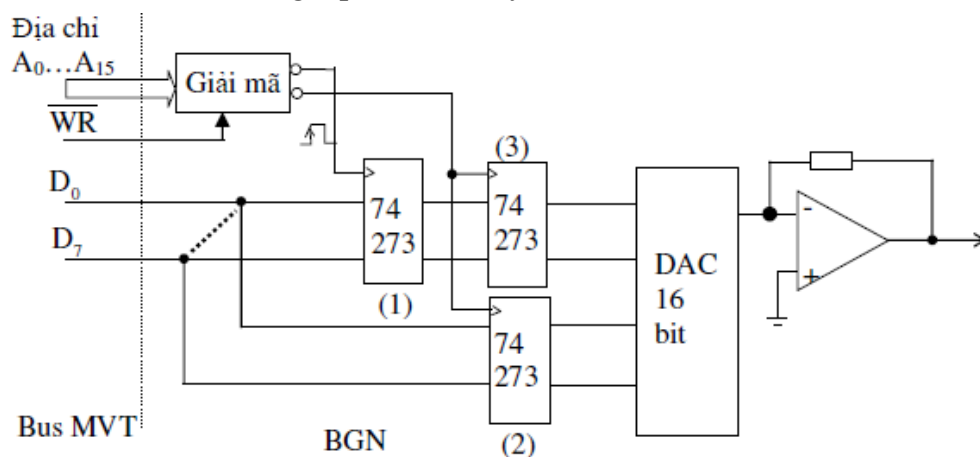 Địa chỉ
A0…A15
Giải mã
WR
D0
D7
(3)
74
273
74
273
(1)
74
273
(2)
DAC
16
bit
-
+
Bus MVT
BGN